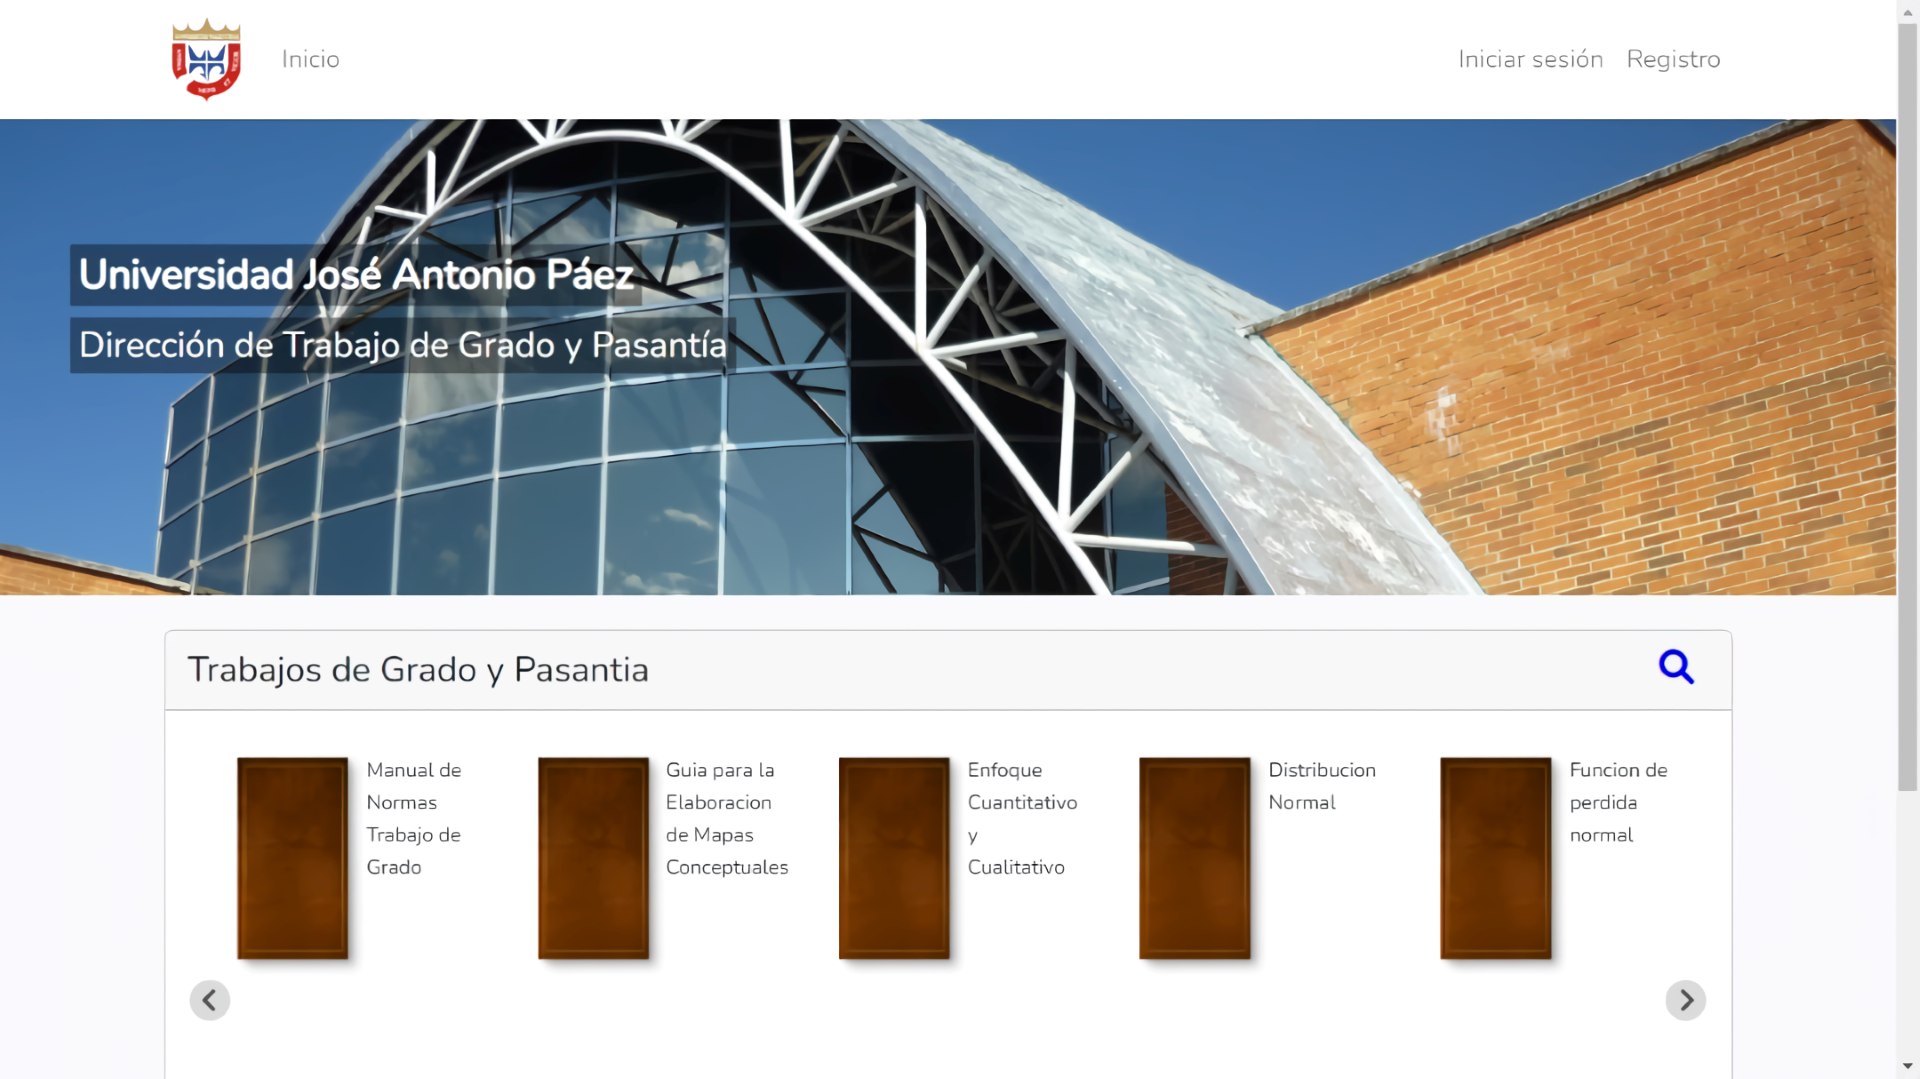 Inicio
Iniciar sesión
Registro
Universidad José Antonio Páez
Dirección de Trabajo de Grado y Pasantía
Trabajos de Grado y Pasantia
Manual de
Normas
Trabajo de
Grado
Guia para la
Elaboracion
de Mapas
Conceptuales
Enfoque
Cuantitativo
y
Cualitativo
Distribucion
Normal
Funcion de
perdida
normal